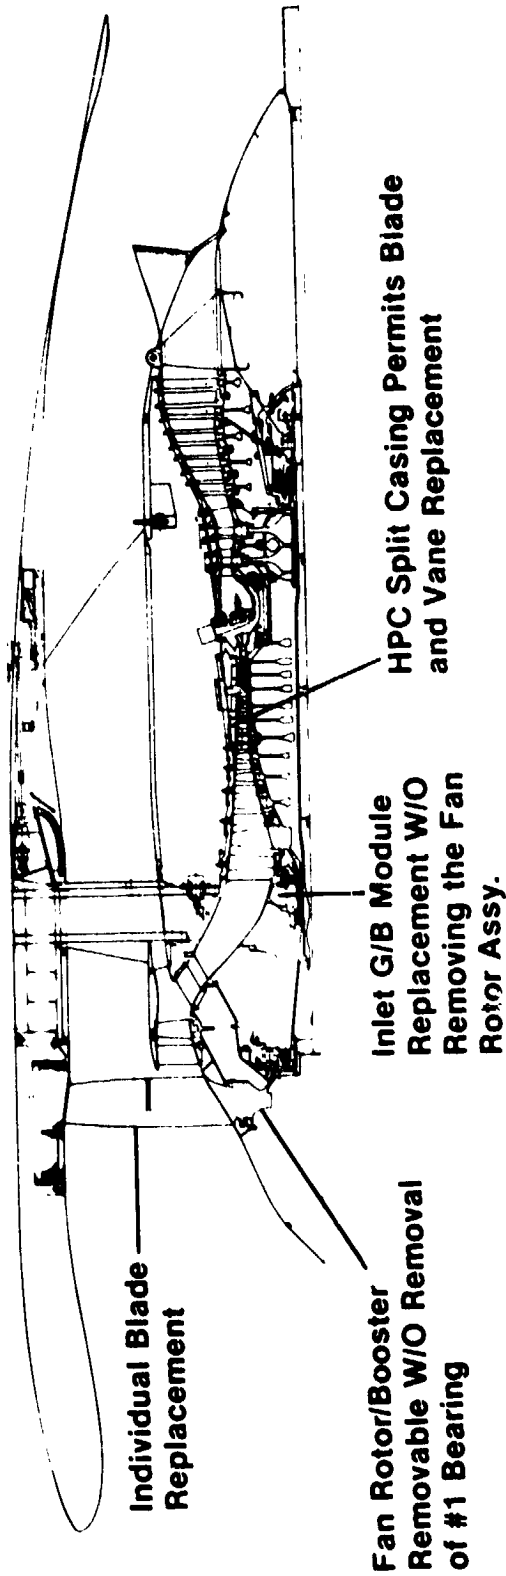 Individual Blade
Replacement
Fan Rotor/Booster
Removable W/O Removal
of #1 Bearing
Inlet G/B Module
Replacement W/O
Removing the Fan
Rotor Assy.
HPC Split Casing Permits Blade
and Vane Replacement